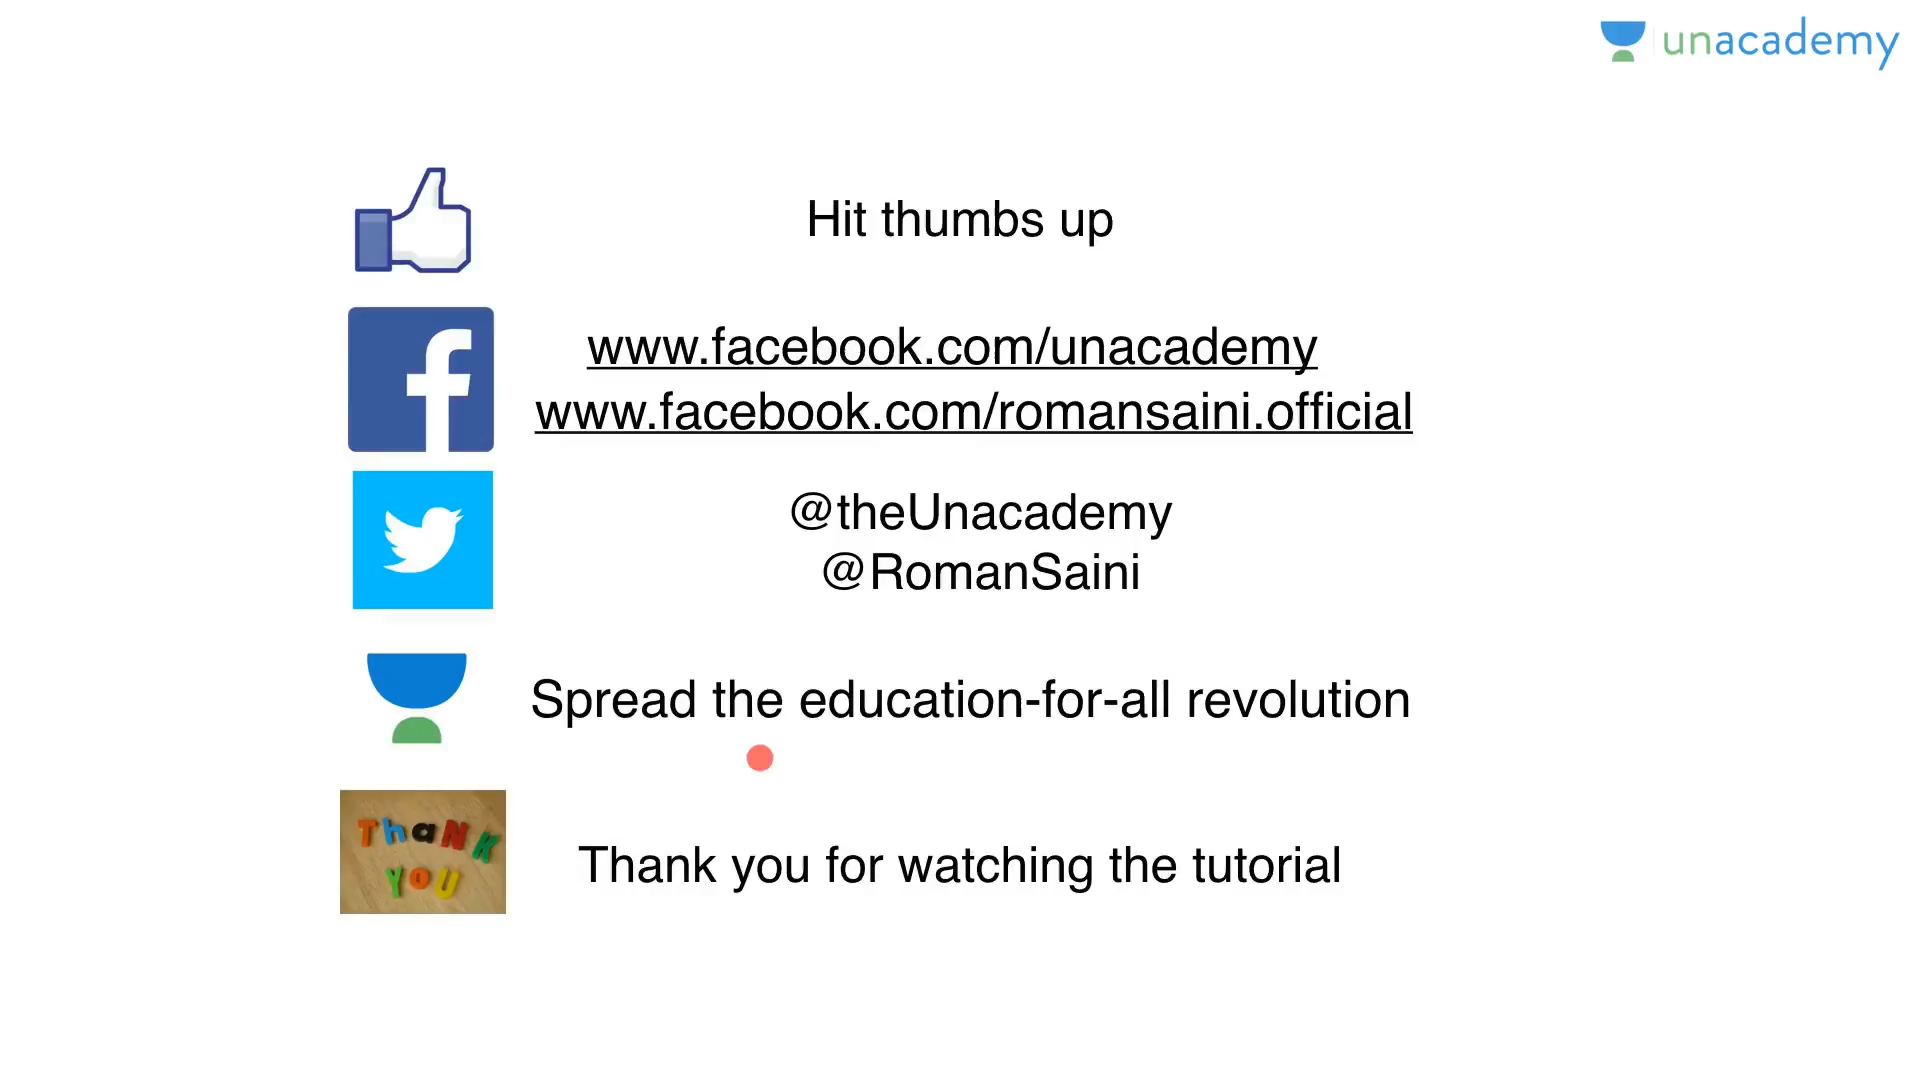 unacademy
Hit thumbs up
www.facebook.com/unacademy
www.facebook.com/romansaini.official
@theUnacademy
@RomanSaini
Spread the education-for-all revolution
ThaNK
YOU
Thank you for watching the tutorial